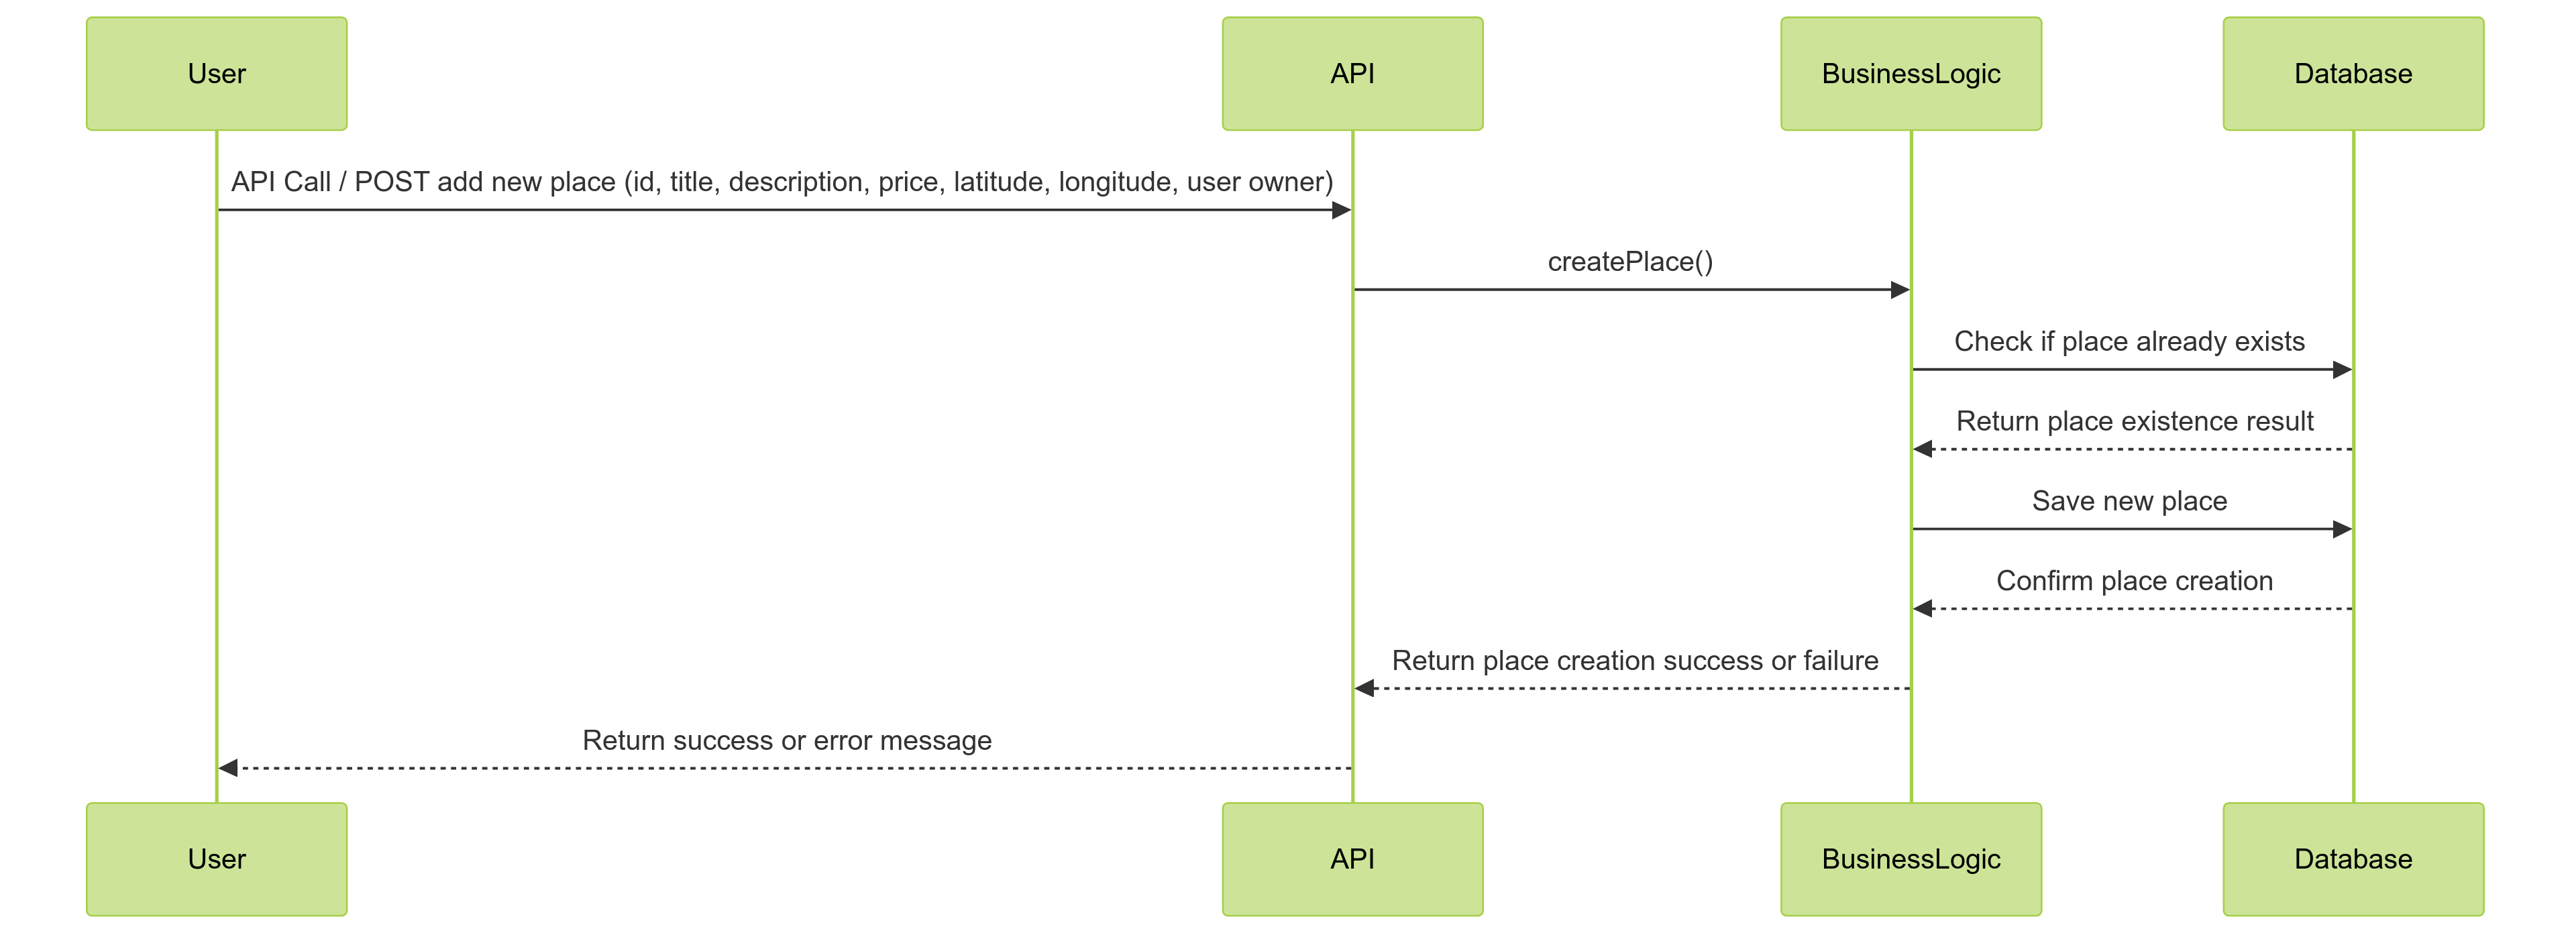 User
API
BusinessLogic
Database
API Call / POST add new place (id, title, description, price, latitude, longitude, user owner)
createPlace()
Check if place already exists
Return place existence result
Save new place
Confirm place creation
Return place creation success or failure
Return success or error message
User
API
BusinessLogic
Database